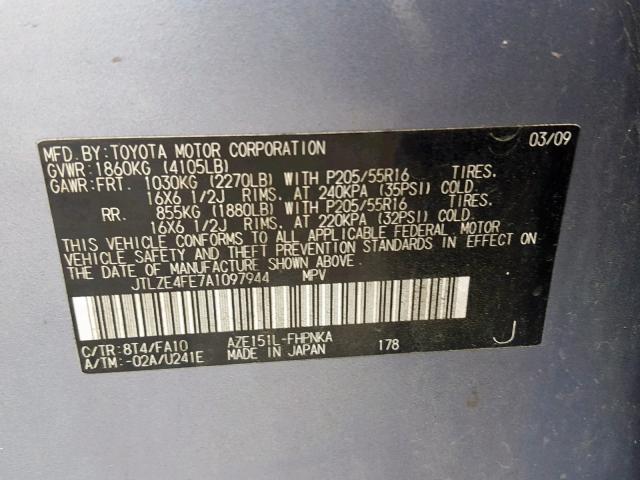 MFD. BY: TOYOTA MOTOR CORPORATION 03/09
GVWR: 1860KG (4105LB)
GAWR: FRT. 1030KG (2270LB) WITH P205/55R16 TIRES.
16X6 1/2J RIMS. AT 240KPA (35PSI) COLD.
RR. 855KG (1880LB) WITH P205/55R16 TIRES.
16X6 1/2J RIMS. AT 220KPA (32PSI) COLD.
THIS VEHICLE CONFORMS TO ALL APPLICABLE FEDERAL MOTOR
VEHICLE SAFETY AND THEFT PREVENTION STANDARDS IN EFFECT ON
THE DATE OF MANUFACTURE SHOWN ABOVE.
JTLZE4FE7A1097944 MPV
C/TR: 8T4/FA10 AZE151L-FHPNKA
A/TM: -02A/U241E MADE IN JAPAN 178 J